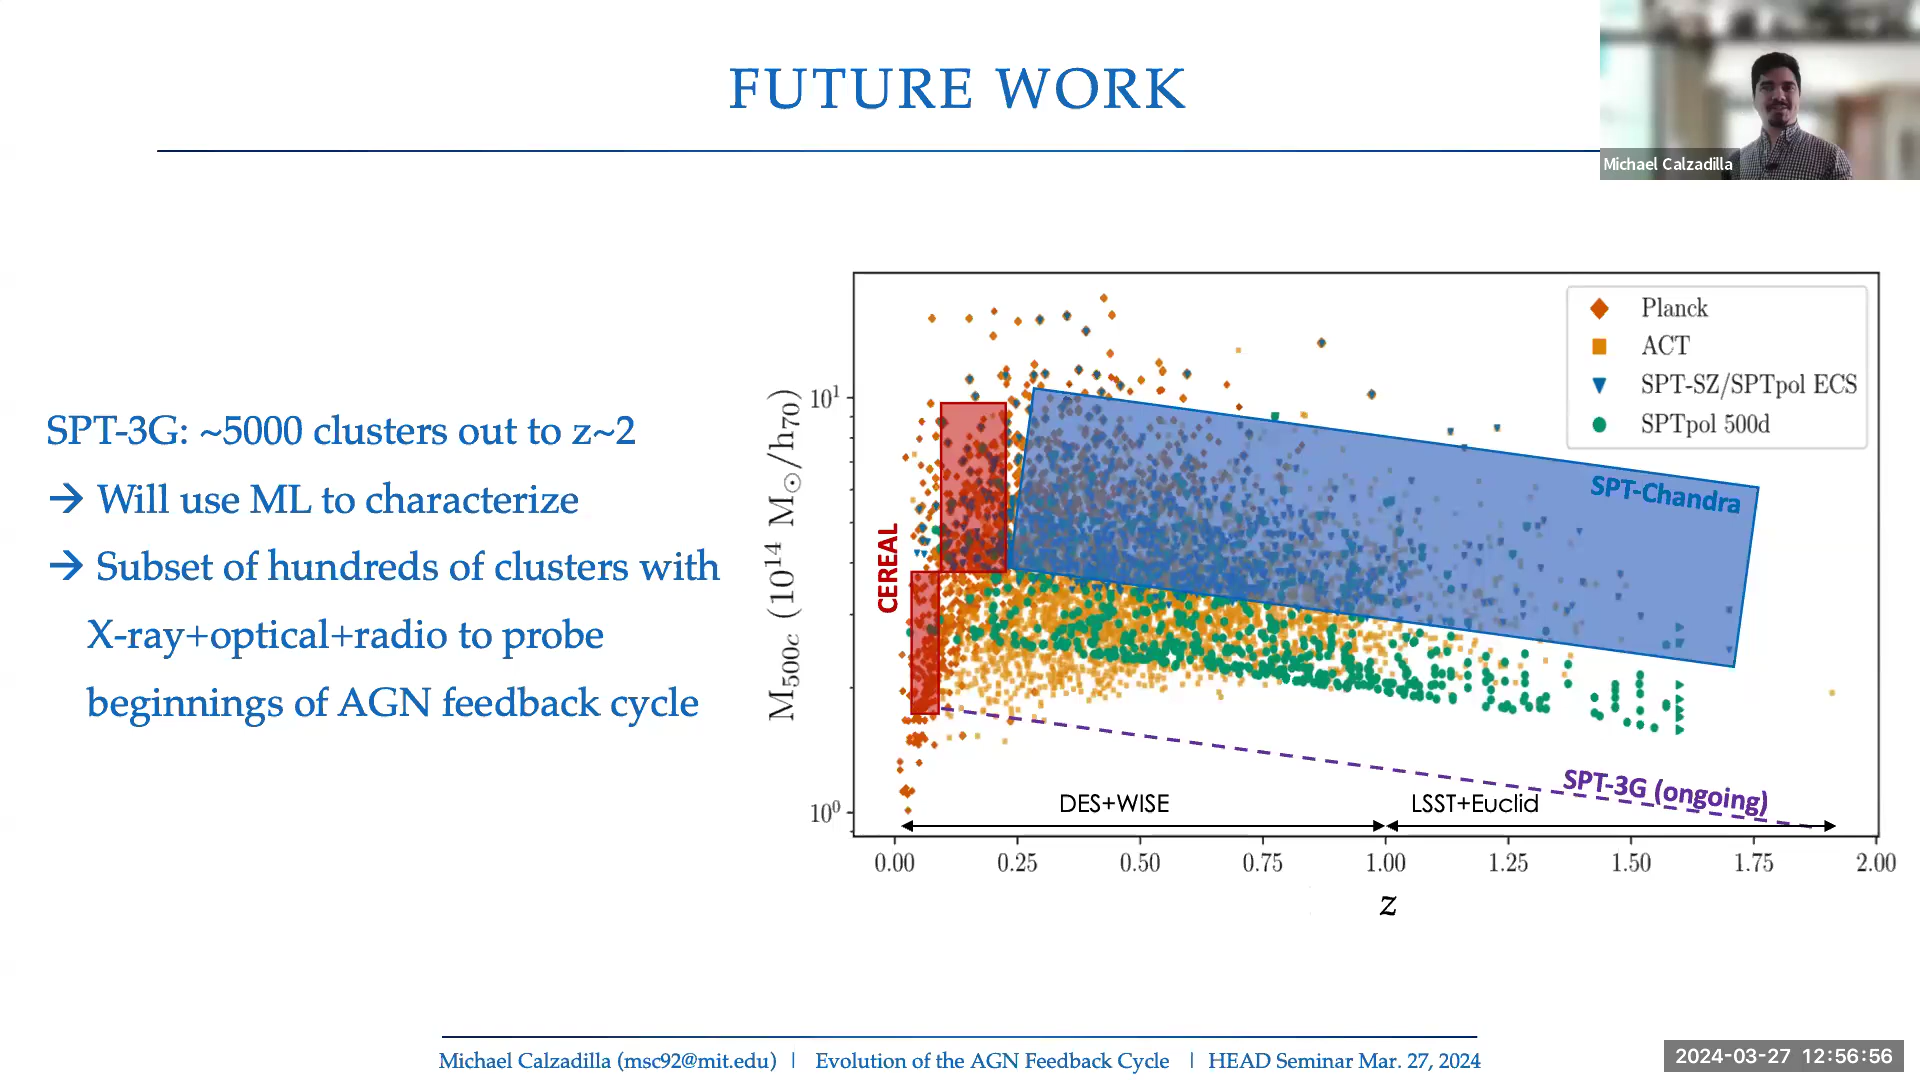 FUTURE WORK
Michael Calzadilla
SPT-3G: ~5000 clusters out to z~2
→ Will use ML to characterize
→ Subset of hundreds of clusters with
X-ray+optical+radio to probe
beginnings of AGN feedback cycle
M500c (10^14 M⊙/h70)
10^1
10^0
Planck
ACT
SPT-SZ/SPTpol ECS
SPTpol 500d
CEREAL
SPT-Chandra
SPT-3G (ongoing)
DES+WISE
LSST+Euclid
0.00 0.25 0.50 0.75 1.00 1.25 1.50 1.75 2.00
z
Michael Calzadilla (msc92@mit.edu) | Evolution of the AGN Feedback Cycle | HEAD Seminar Mar. 27, 2024
2024-03-27 12:56:56